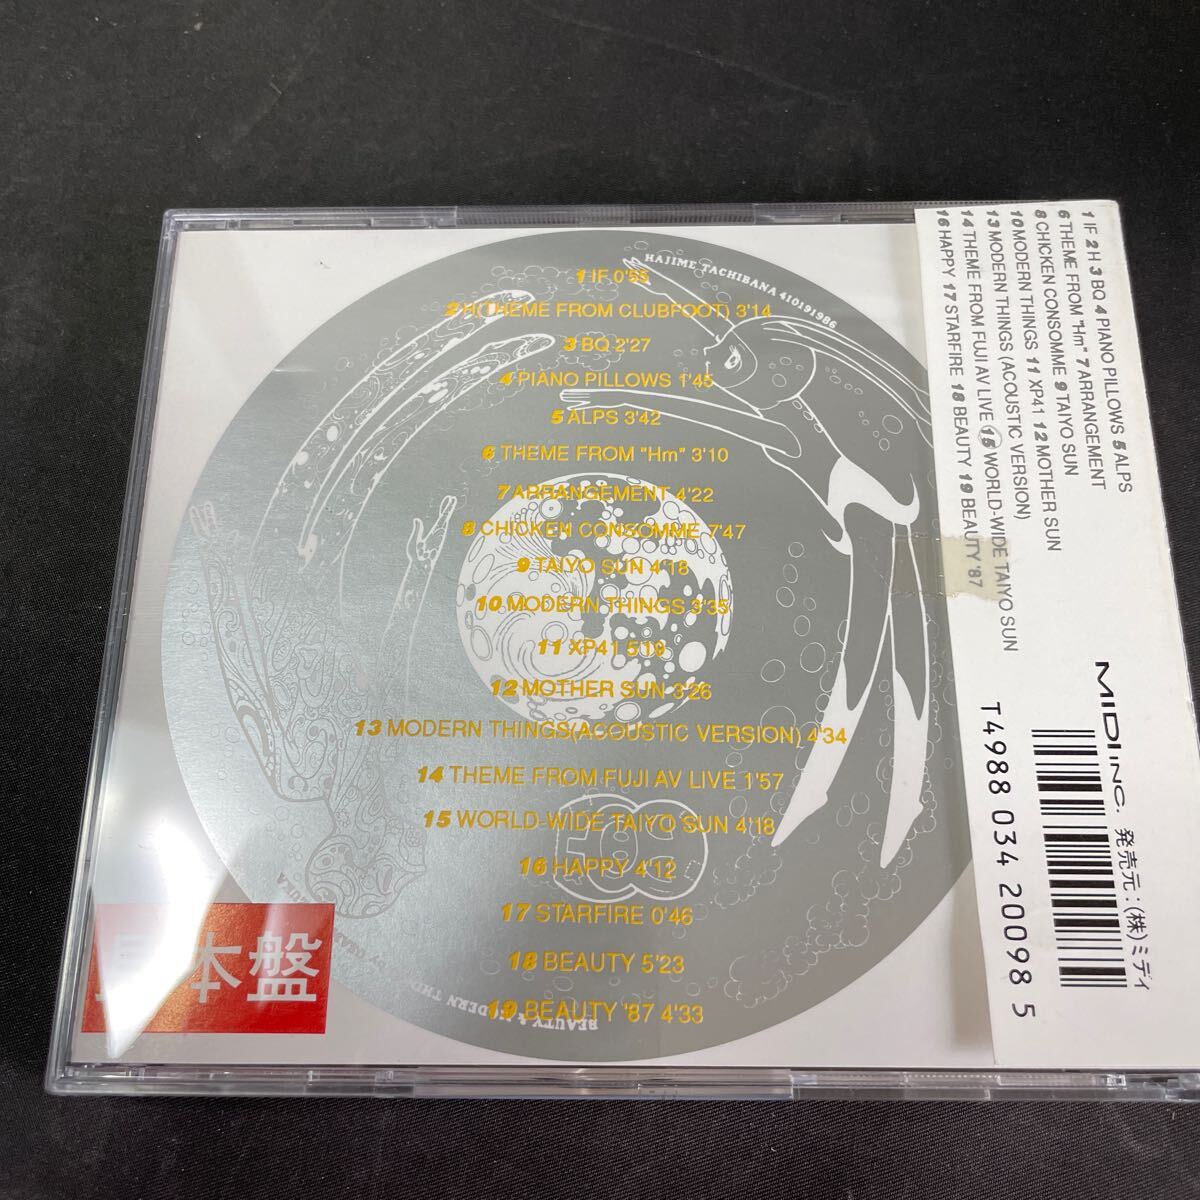 HAJIME TACHIBANA 410191986
1 IF 0'55
2 H(THEME FROM CLUBFOOT) 3'14
3 BQ 2'27
4 PIANO PILLOWS 1'45
5 ALPS 3'42
6 THEME FROM "Hm" 3'10
7 ARRANGEMENT 4'22
8 CHICKEN CONSOMME 7'47
9 TAIYO SUN 4'18
10 MODERN THINGS 3'35
11 XP41 5'19
12 MOTHER SUN 3'26
13 MODERN THINGS(ACOUSTIC VERSION) 4'34
14 THEME FROM FUJI AV LIVE 1'57
15 WORLD-WIDE TAIYO SUN 4'18
16 HAPPY 4'12
17 STARFIRE 0'46
18 BEAUTY 5'23
19 BEAUTY '87 4'33
BEAUTY & MODERN
本盤
1 IF 2 H 3 BQ 4 PIANO PILLOWS 5 ALPS
6 THEME FROM "Hm" 7 ARRANGEMENT
8 CHICKEN CONSOMME 9 TAIYO SUN
10 MODERN THINGS 11 XP41 12 MOTHER SUN
13 MODERN THINGS (ACOUSTIC VERSION)
14 THEME FROM FUJI AV LIVE 15 WORLD-WIDE TAIYO SUN
16 HAPPY 17 STARFIRE 18 BEAUTY 19 BEAUTY '87
MIDI INC. 発売元:(株)ミディ
T4988 034 20098 5